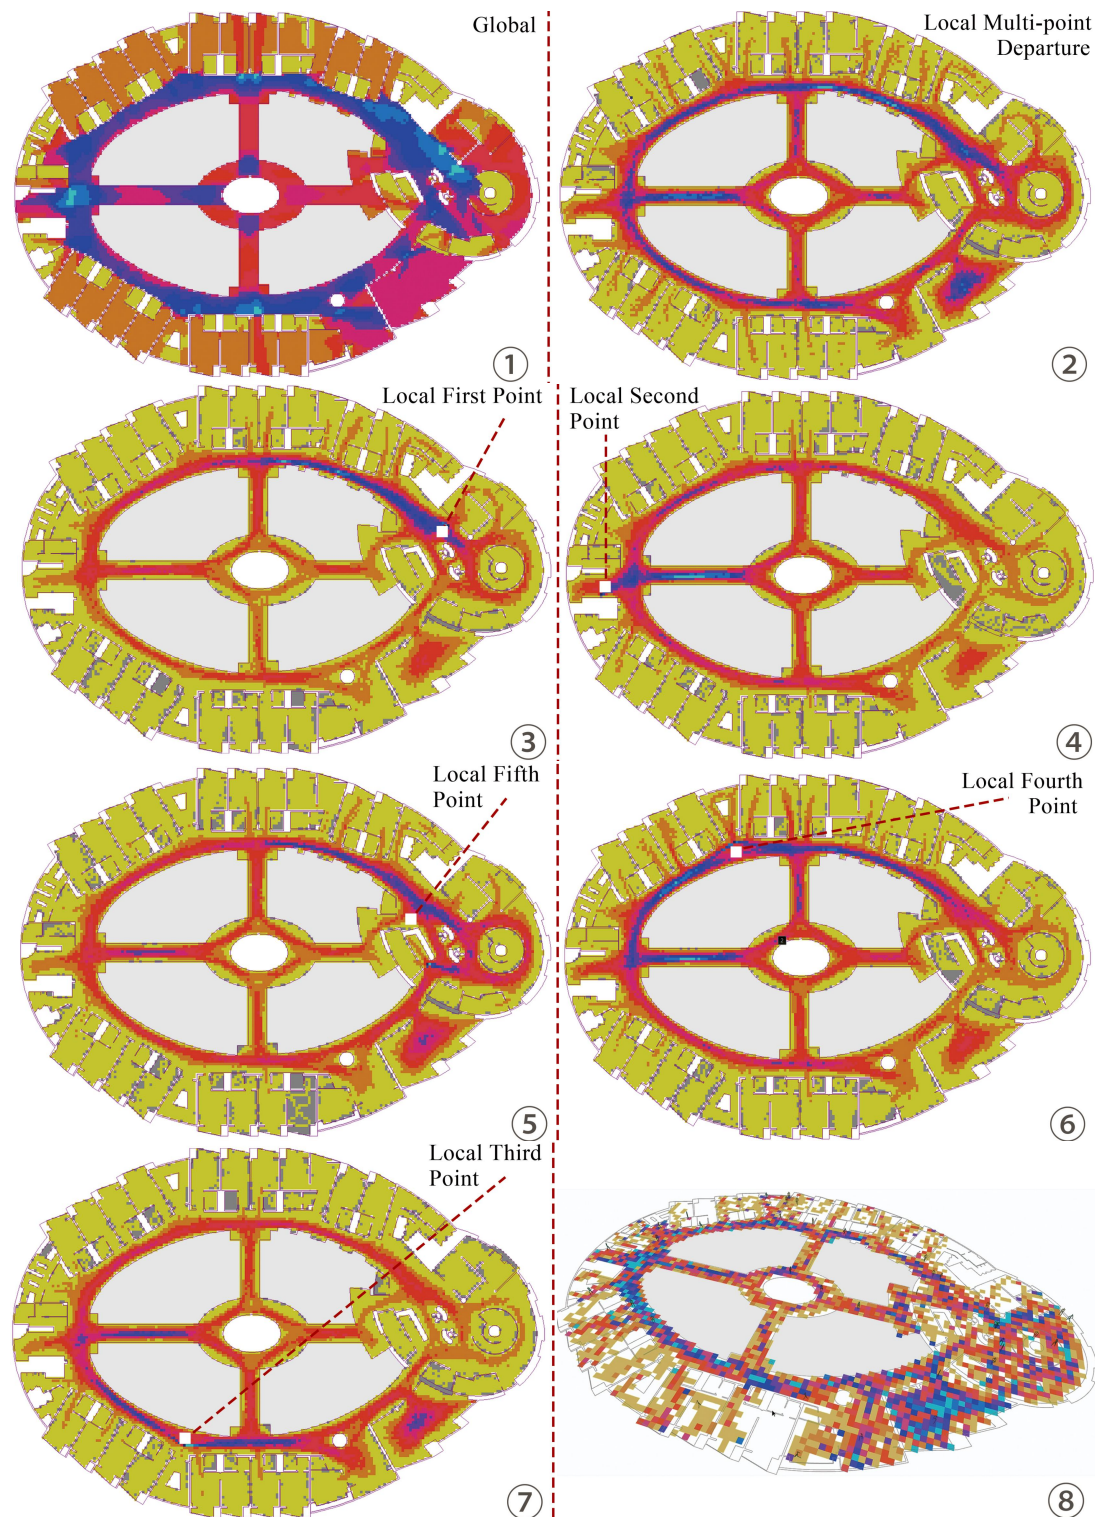 Global
Local Multi-point
Departure
①
②
Local First Point
Local Second
Point
③
④
Local Fifth
Point
Local Fourth
Point
⑤
⑥
Local Third
Point
⑦
⑧